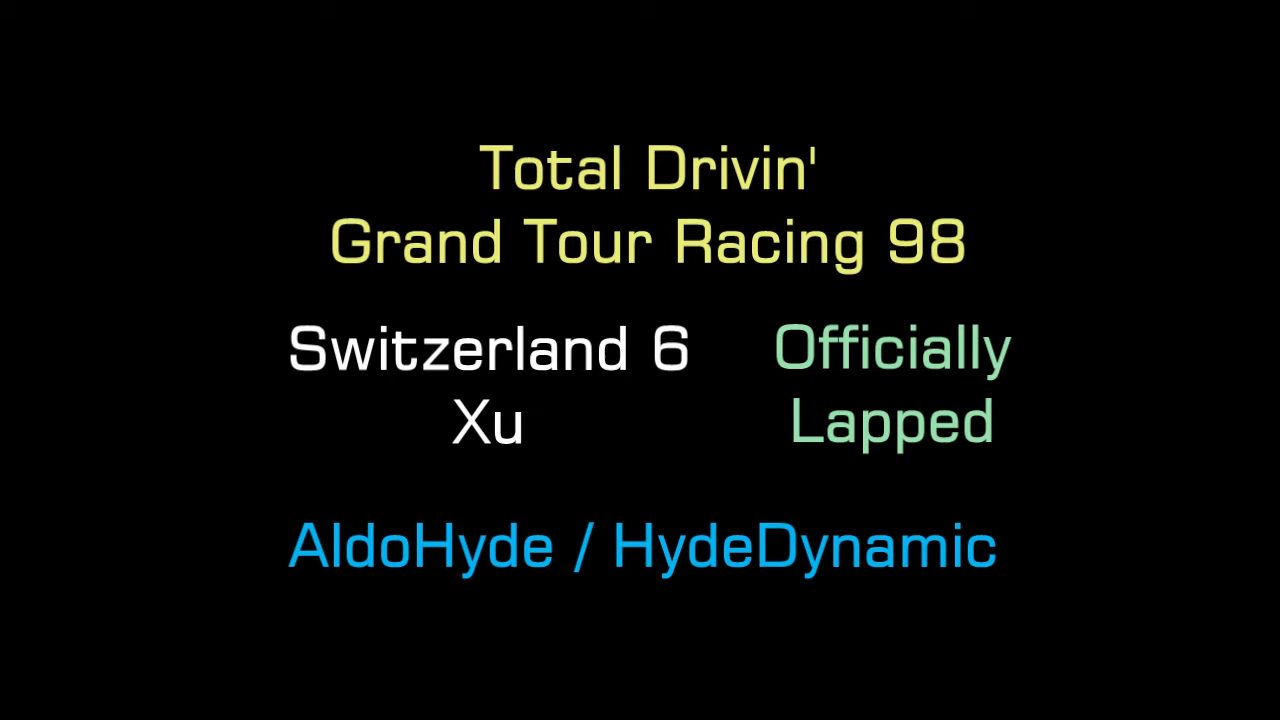 Total Drivin'
Grand Tour Racing 98
Switzerland 6
Xu
Officially
Lapped
AldoHyde / HydeDynamic